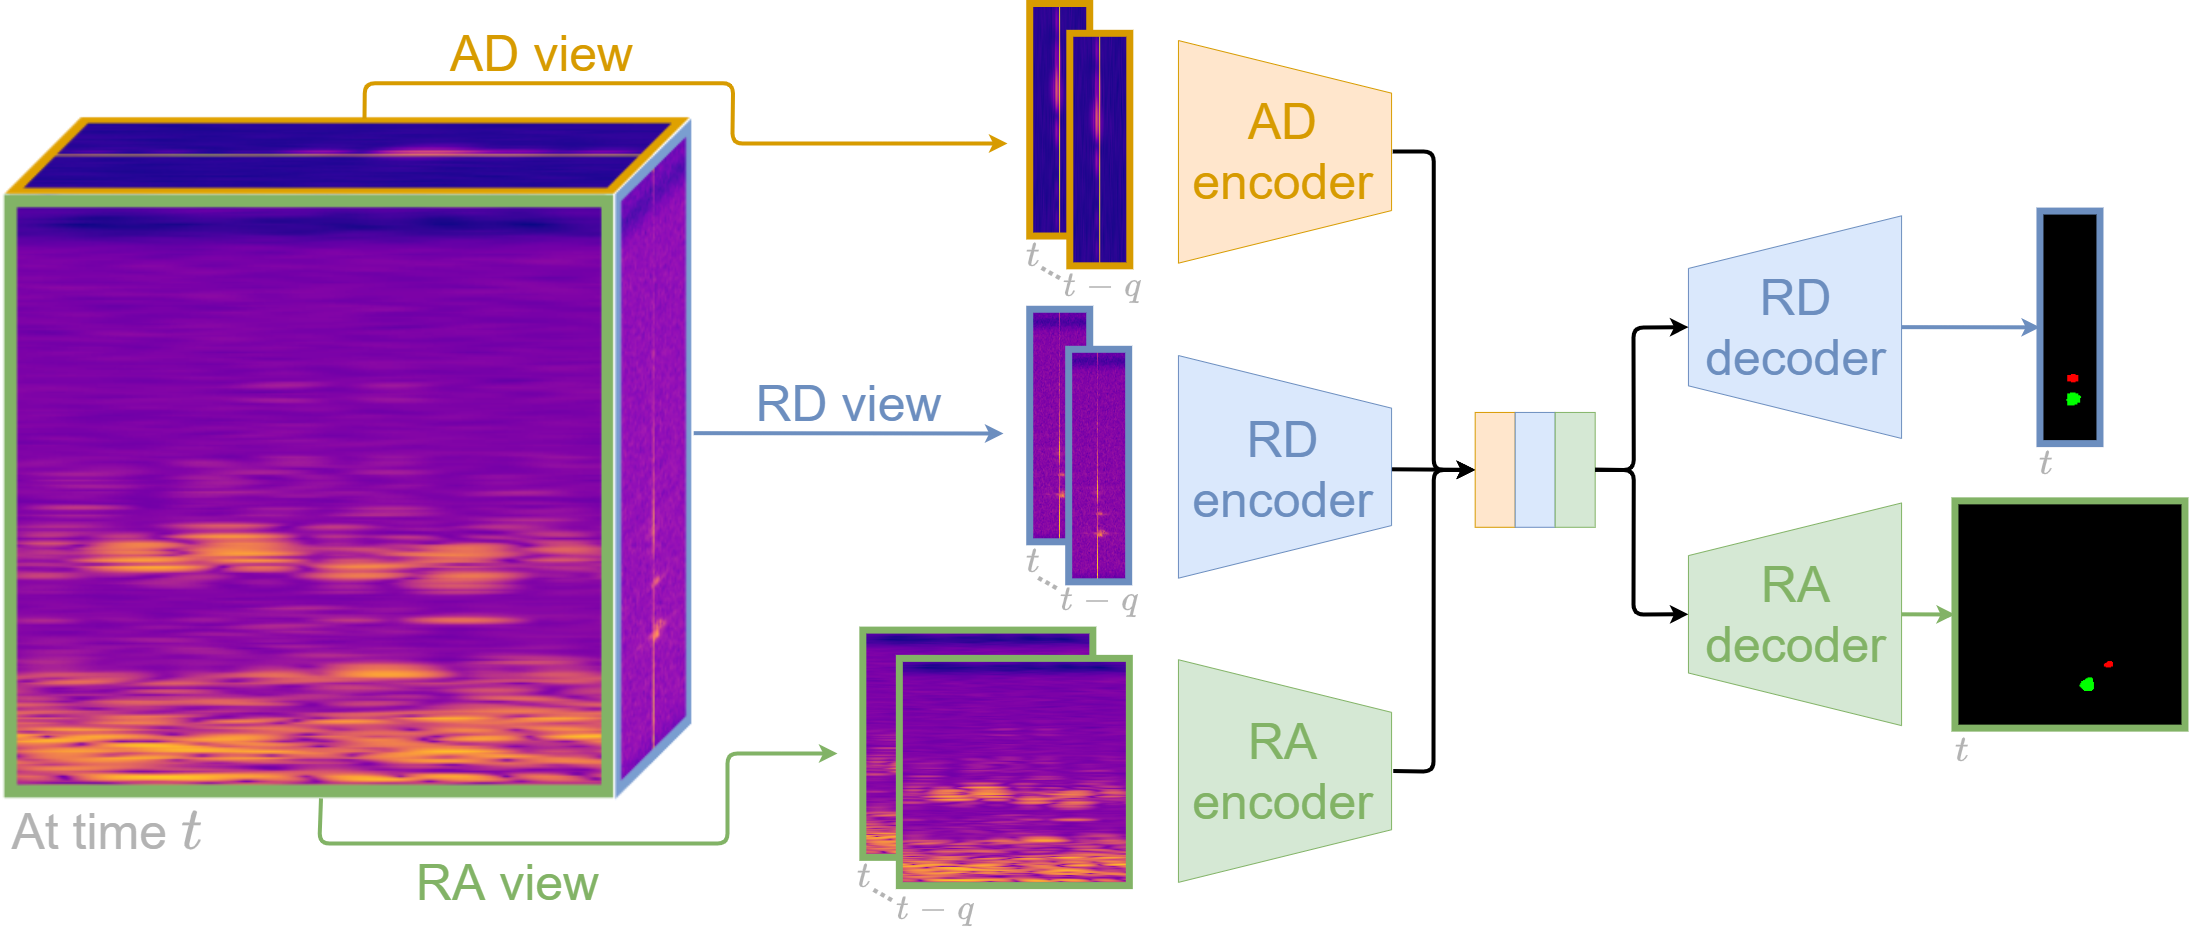 AD view
AD
encoder
t
t − q
RD
decoder
t
RD view
RD
encoder
t
t − q
RA
decoder
t
At time t
RA view
RA
encoder
t
t − q